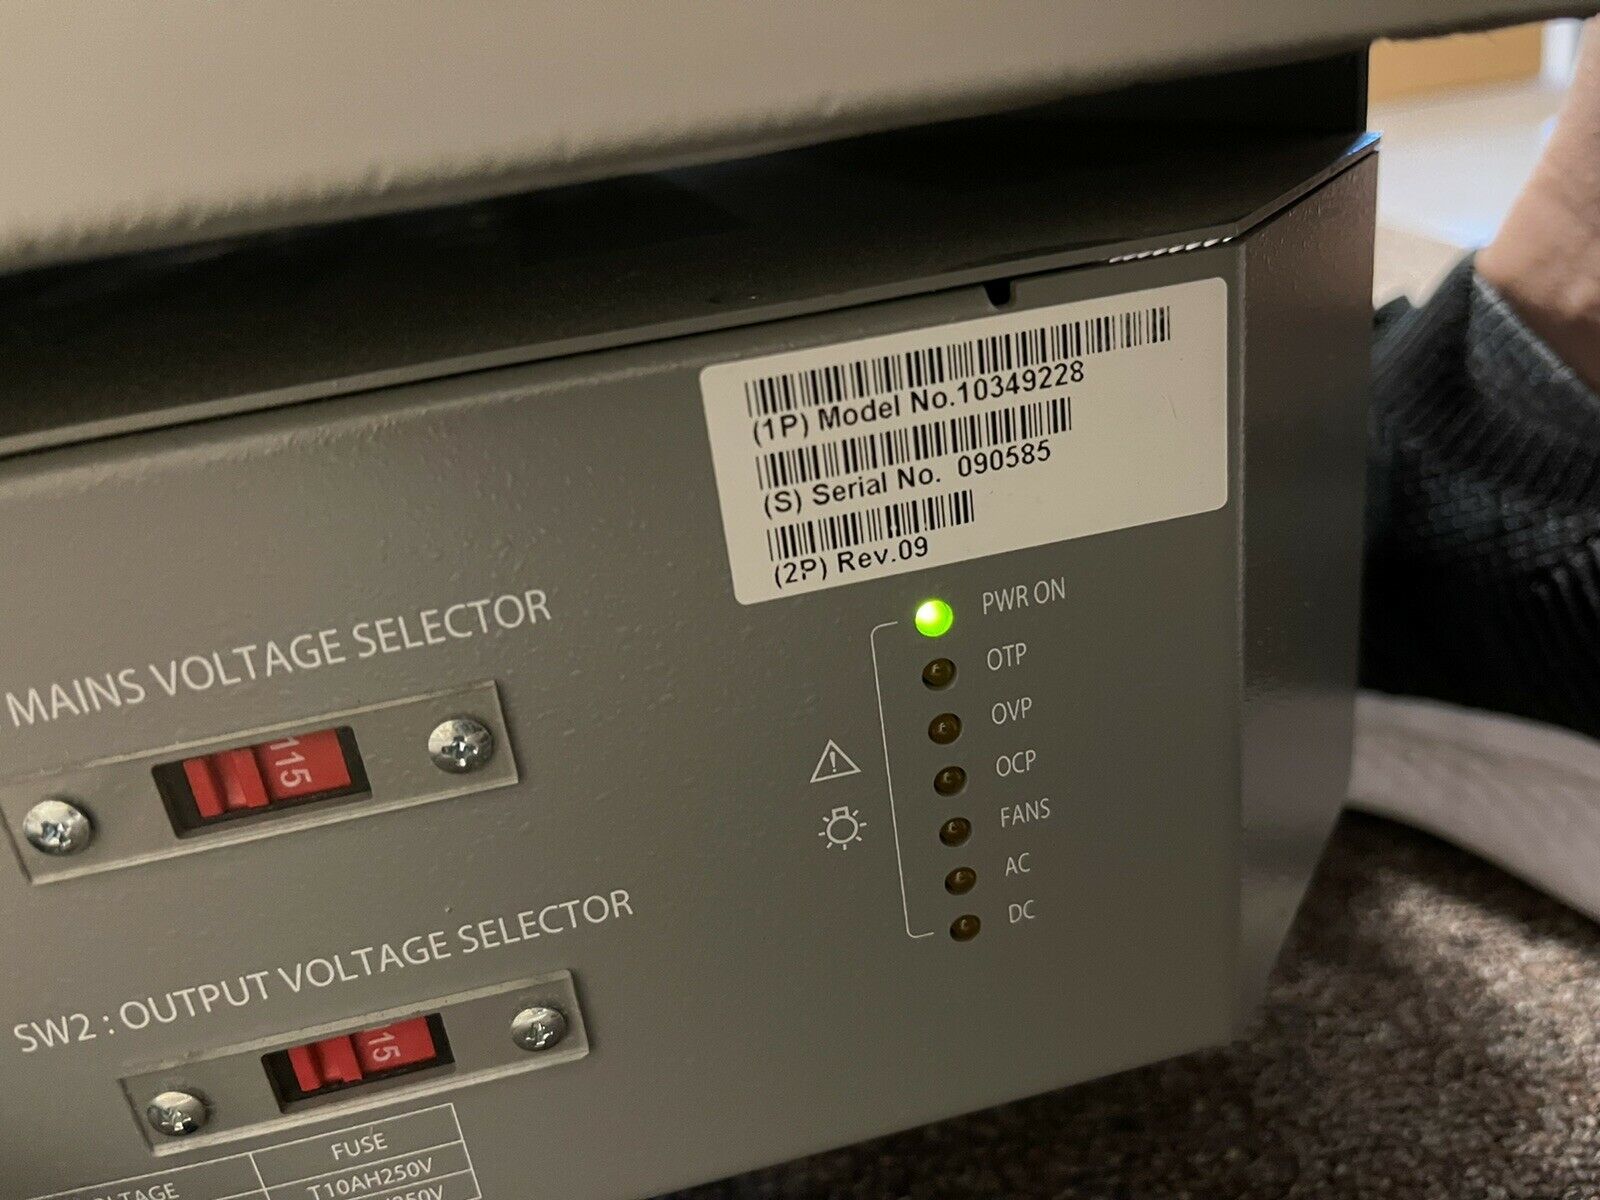 (1P) Model No.10349228
(S) Serial No. 090585
(2P) Rev.09
PWR ON
OTP
OVP
OCP
FANS
AC
DC
MAINS VOLTAGE SELECTOR
115
SW2 : OUTPUT VOLTAGE SELECTOR
115
FUSE
T10AH250V